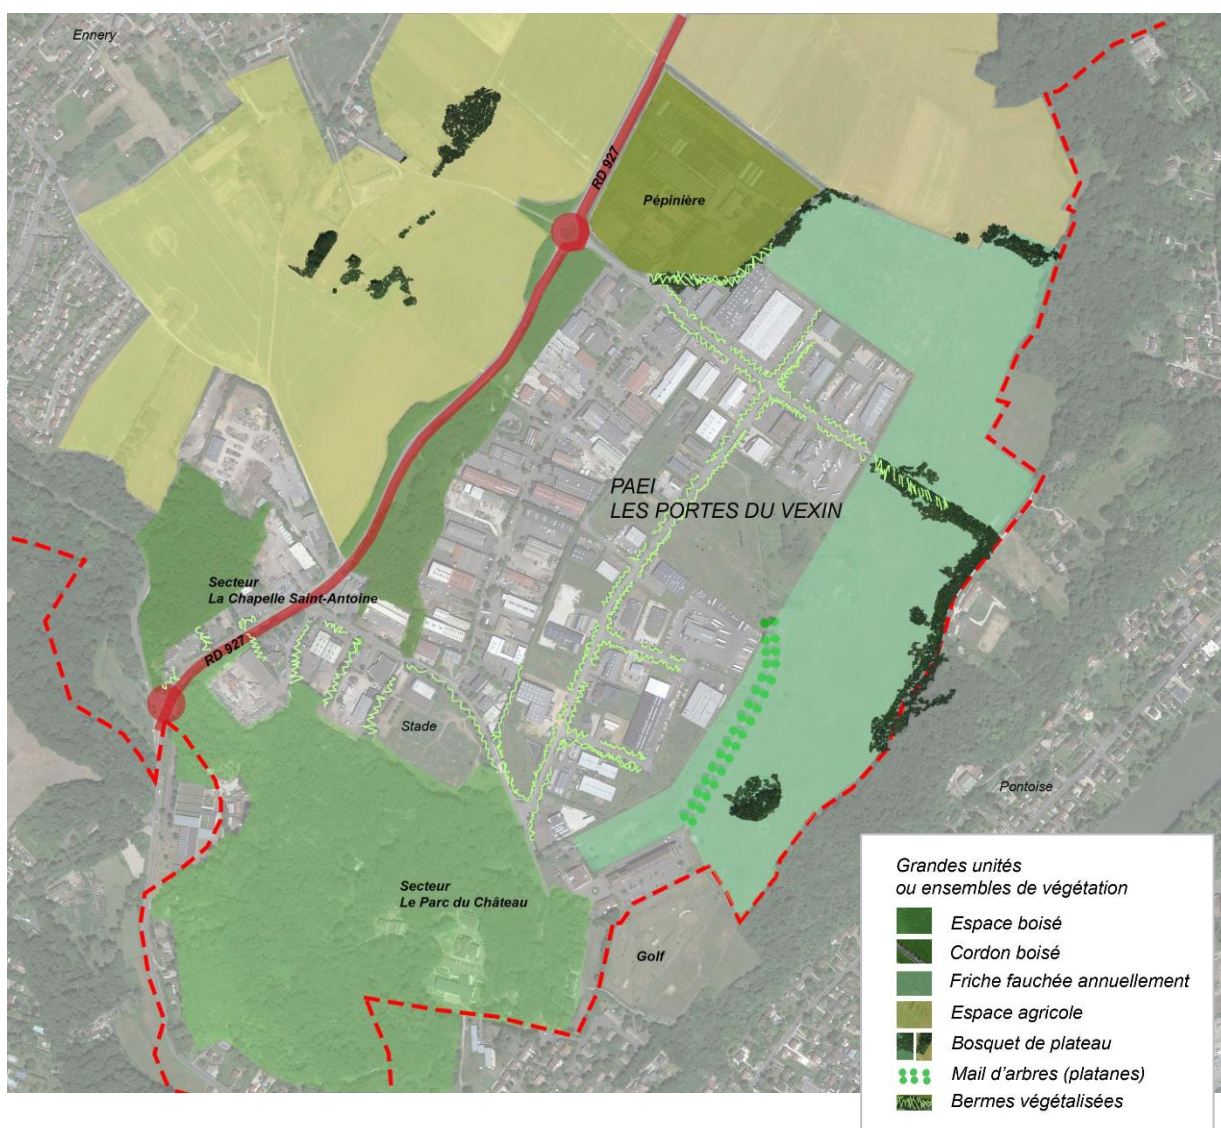 Ennery
RD 927
Pépinière
PAEI
LES PORTES DU VEXIN
Secteur
La Chapelle Saint-Antoine
RD 927
Stade
Pontoise
Secteur
Le Parc du Château
Golf
Grandes unités
ou ensembles de végétation
Espace boisé
Cordon boisé
Friche fauchée annuellement
Espace agricole
Bosquet de plateau
Mail d'arbres (platanes)
Bermes végétalisées